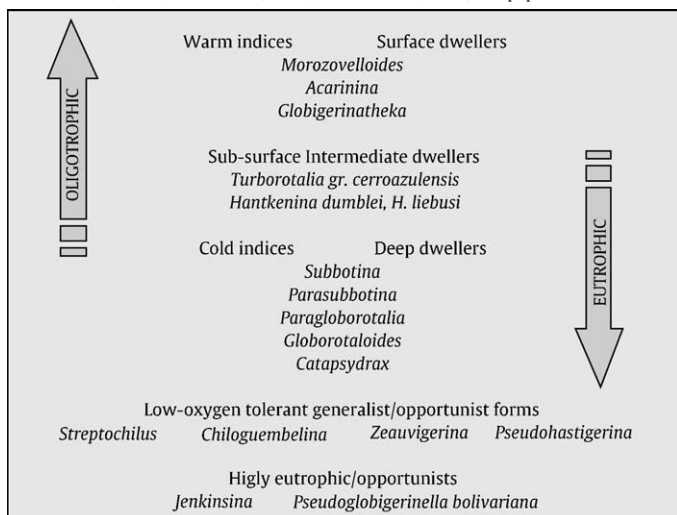 Warm indices Surface dwellers
Morozovelloides
Acarinina
Globigerinatheka
OLIGOTROPHIC
Sub-surface Intermediate dwellers
Turborotalia gr. cerroazulensis
Hantkenina dumblei, H. liebusi
Cold indices Deep dwellers
Subbotina
Parasubbotina
Paragloborotalia
Globorotaloides
Catapsydrax
EUTROPHIC
Low-oxygen tolerant generalist/opportunist forms
Streptochilus Chiloguembelina Zeauvigerina Pseudohastigerina
Higly eutrophic/opportunists
Jenkinsina Pseudoglobigerinella bolivariana